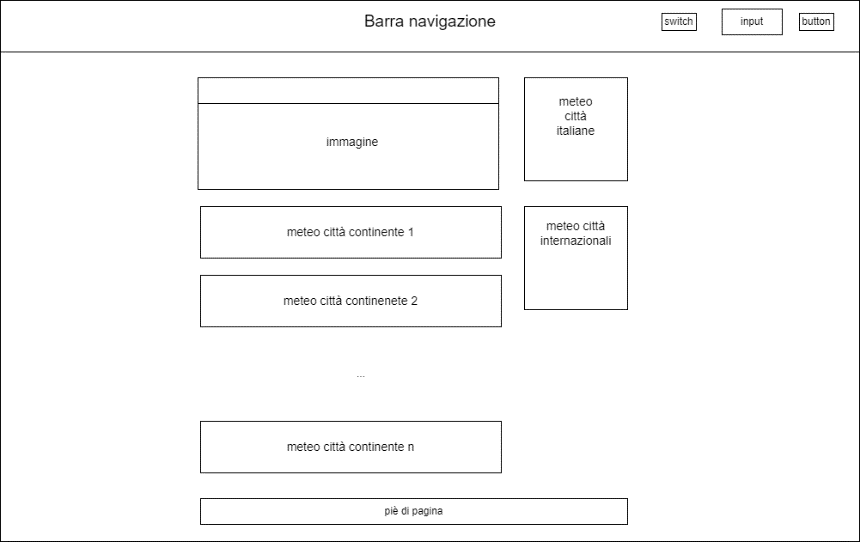 Barra navigazione
switch
input
button
immagine
meteo
città
italiane
meteo città continente 1
meteo città
internazionali
meteo città continenete 2
...
meteo città continente n
piè di pagina